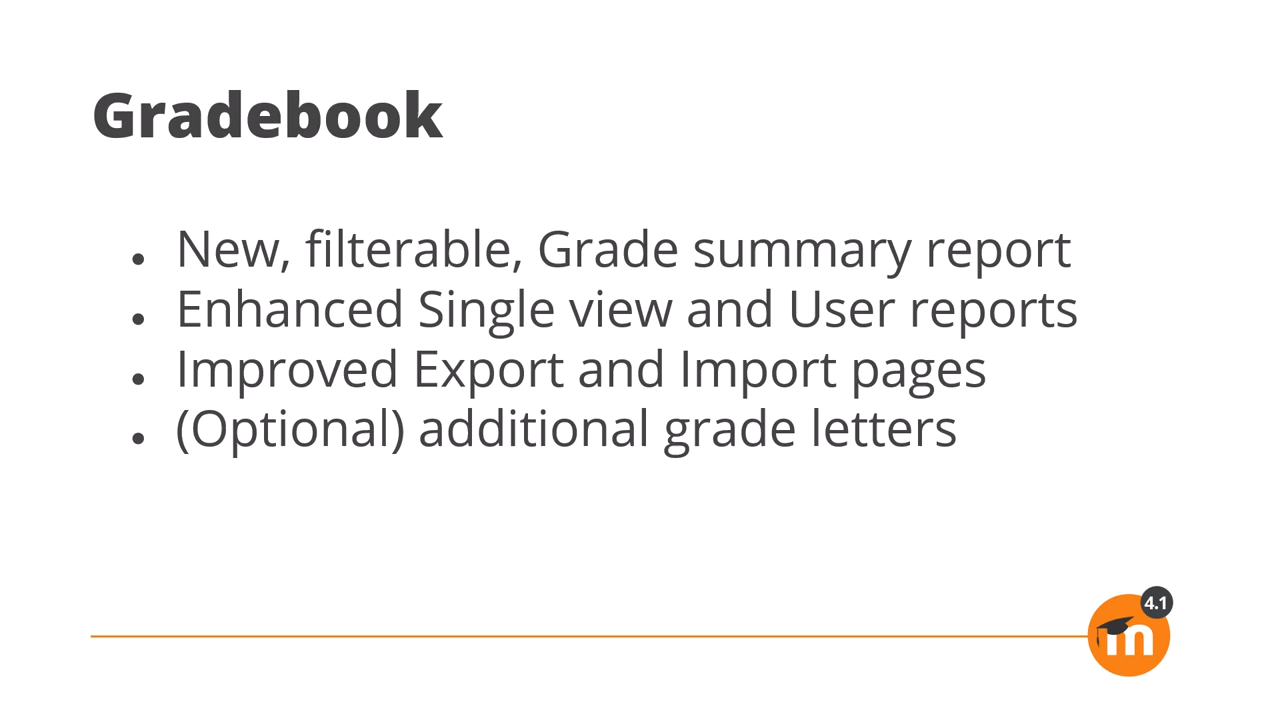 Gradebook
• New, filterable, Grade summary report
• Enhanced Single view and User reports
• Improved Export and Import pages
• (Optional) additional grade letters
4.1
m